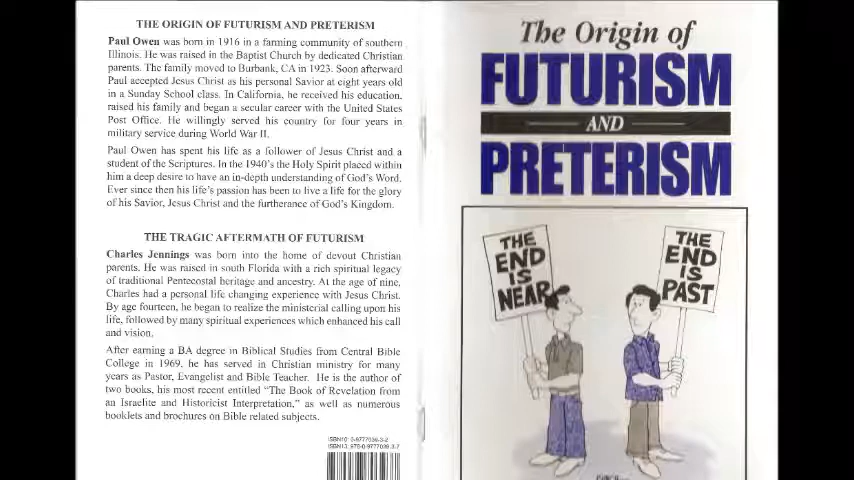 THE ORIGIN OF FUTURISM AND PRETERISM
Paul Owen was born in 1916 in a farming community of southern
Illinois. He was raised in the Baptist Church by dedicated Christian
parents. The family moved to Burbank, CA in 1923. Soon afterward
Paul accepted Jesus Christ as his personal Savior at eight years old
in a Sunday School class. In California, he received his education,
raised his family and began a secular career with the United States
Post Office. He willingly served his country for four years in
military service during World War II.
Paul Owen has spent his life as a follower of Jesus Christ and a
student of the Scriptures. In the 1940's the Holy Spirit placed within
him a deep desire to have an in-depth understanding of God's Word.
Ever since then his life's passion has been to live a life for the glory
of his Savior, Jesus Christ and the furtherance of God's Kingdom.
THE TRAGIC AFTERMATH OF FUTURISM
Charles Jennings was born into the home of devout Christian
parents. He was raised in south Florida with a rich spiritual legacy
of traditional Pentecostal heritage and ancestry. At the age of nine,
Charles had a personal life changing experience with Jesus Christ.
By age fourteen, he began to realize the ministerial calling upon his
life, followed by many spiritual experiences which enhanced his call
and vision.
After earning a BA degree in Biblical Studies from Central Bible
College in 1969, he has served in Christian ministry for many
years as Pastor, Evangelist and Bible Teacher. He is the author of
two books, his most recent entitled "The Book of Revelation from
an Israelite and Historicist Interpretation," as well as numerous
booklets and brochures on Bible related subjects.
The Origin of
FUTURISM
AND
PRETERISM
THE
END
IS
NEAR
THE
END
IS
PAST